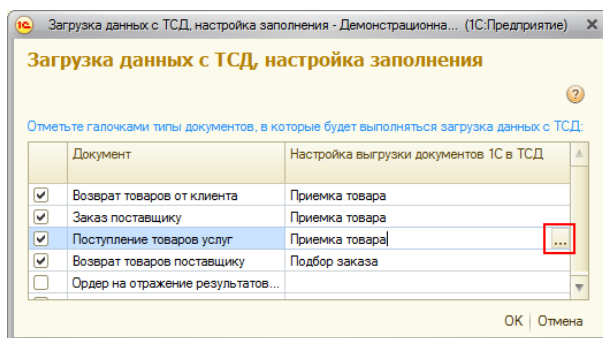 1С Загрузка данных с ТСД, настройка заполнения - Демонстрационна... (1С:Предприятие) ×
Загрузка данных с ТСД, настройка заполнения
?
Отметьте галочками типы документов, в которые будет выполняться загрузка данных с ТСД:
Документ Настройка выгрузки документов 1С в ТСД
Возврат товаров от клиента Приемка товара
Заказ поставщику Приемка товара
Поступление товаров услуг Приемка товара ...
Возврат товаров поставщику Подбор заказа
Ордер на отражение результатов...
ОК Отмена